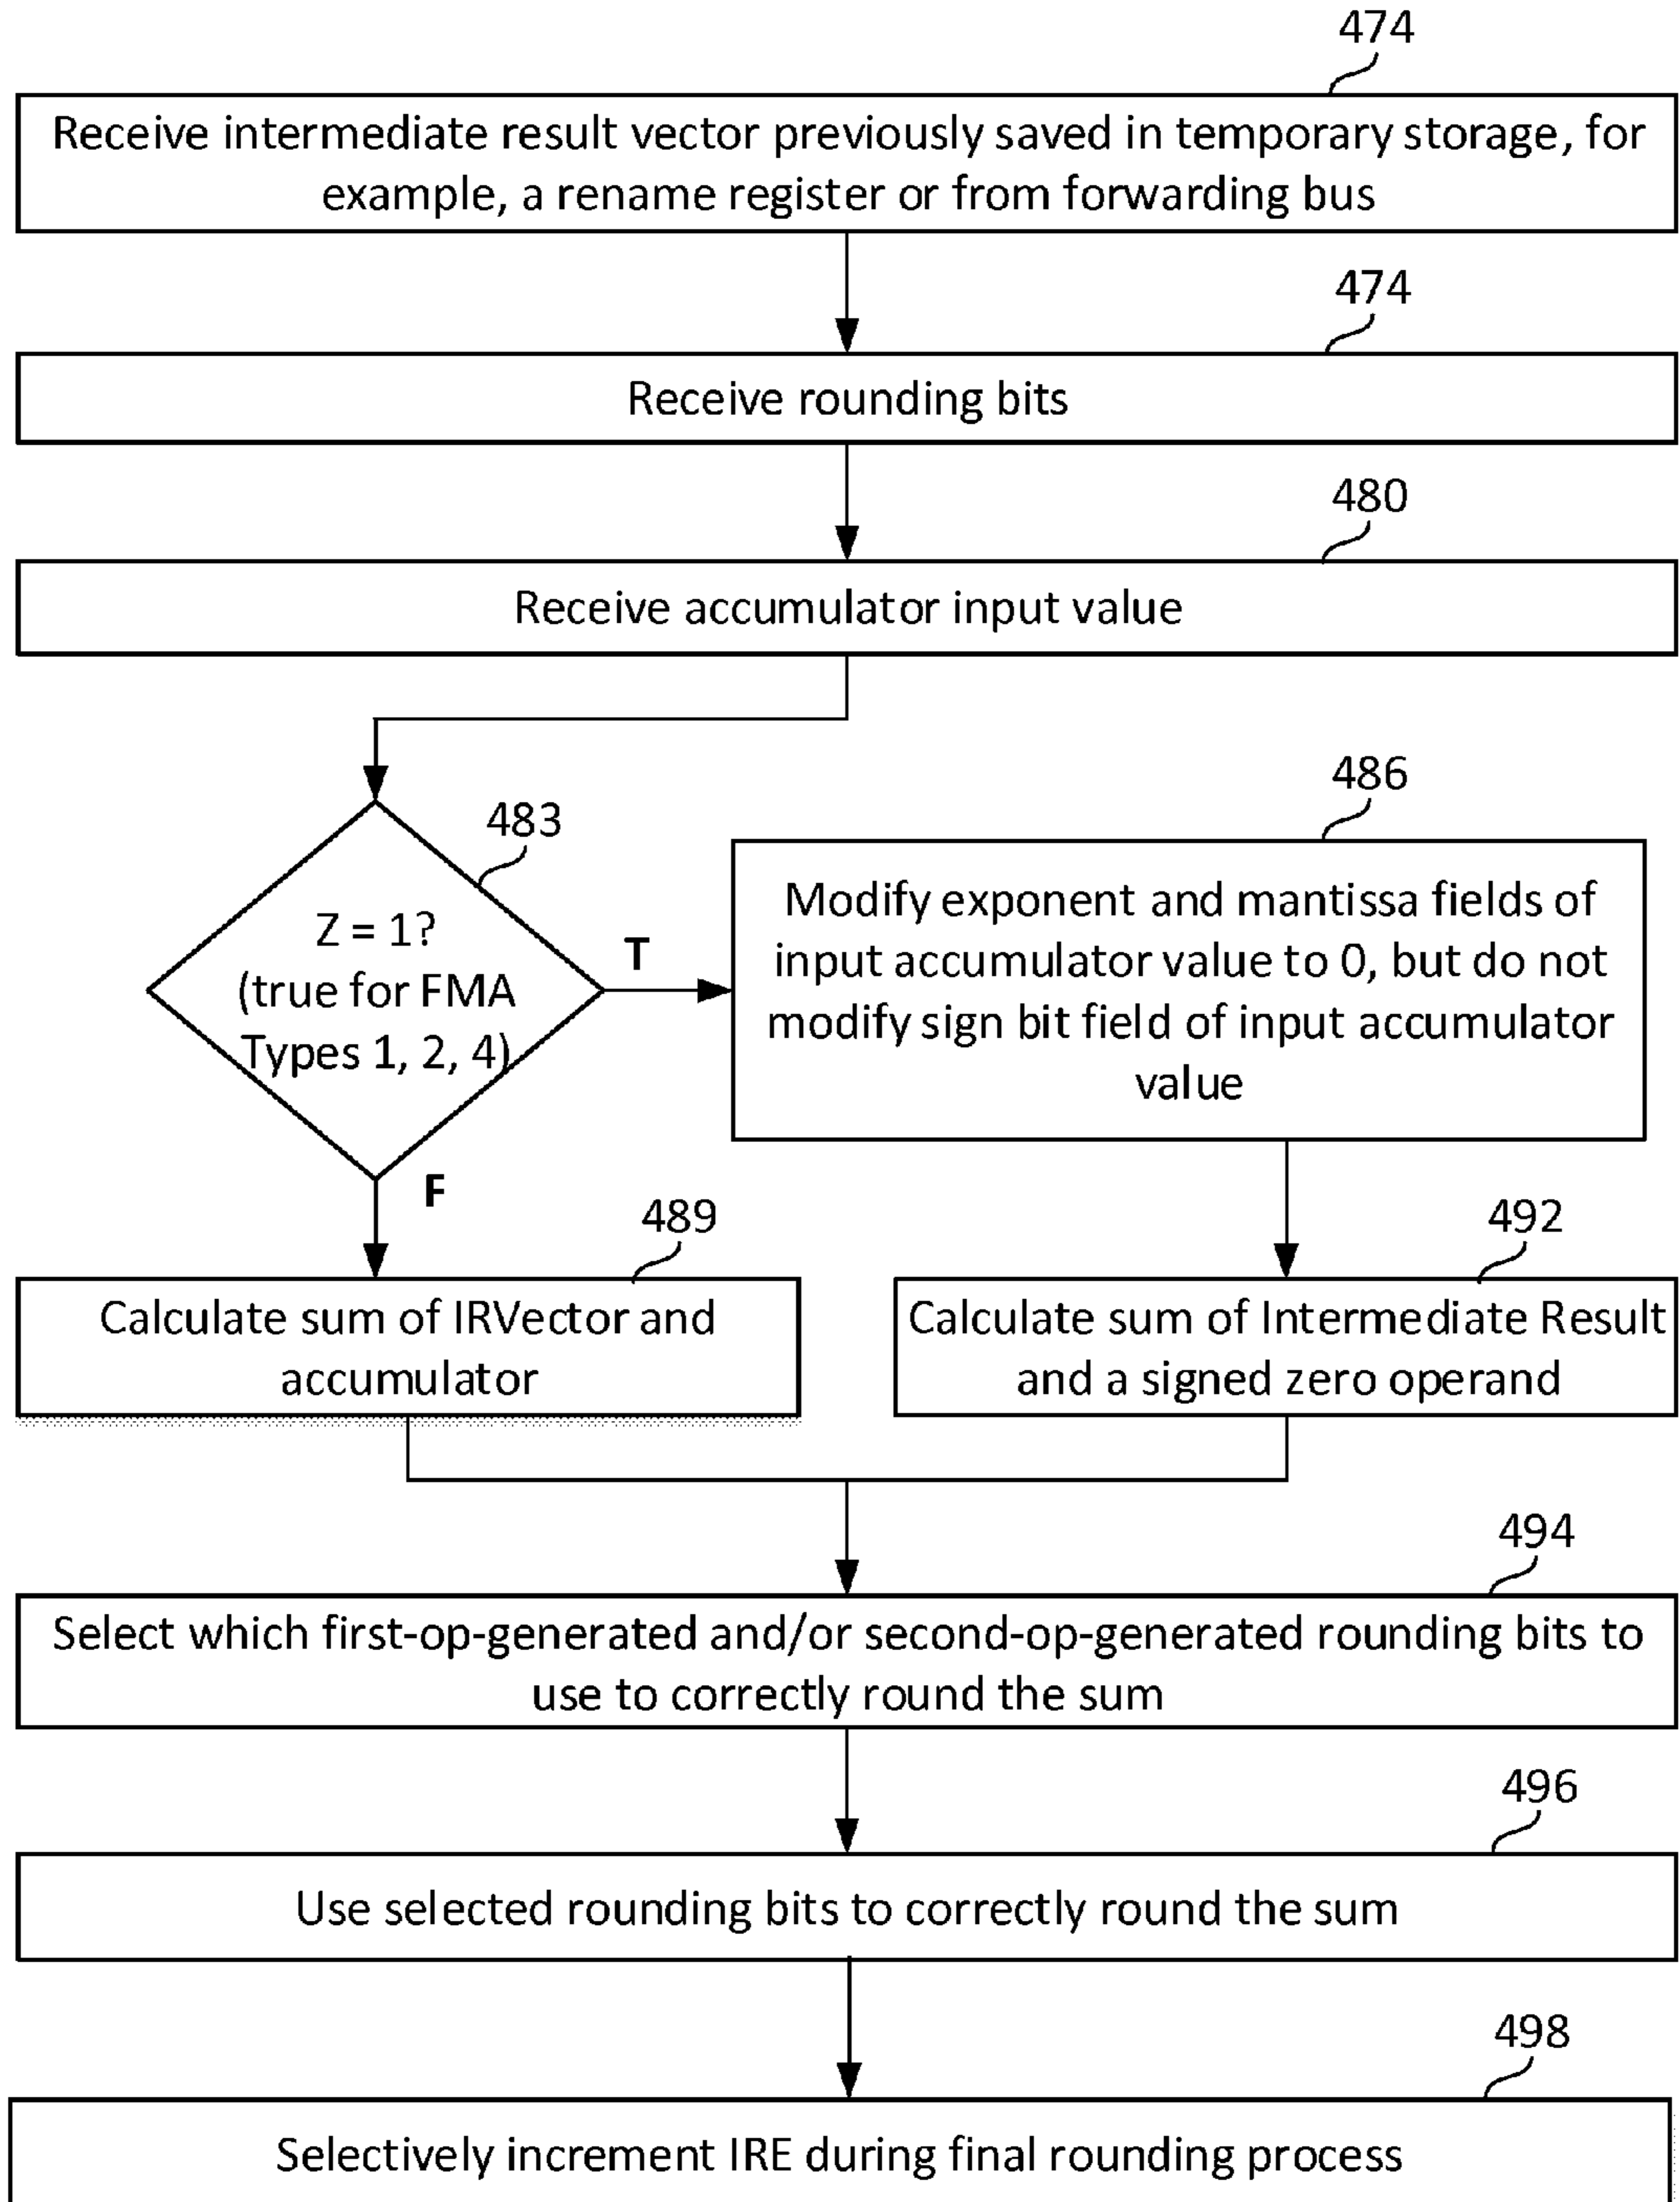 474
Receive intermediate result vector previously saved in temporary storage, for
example, a rename register or from forwarding bus
474
Receive rounding bits
480
Receive accumulator input value
483
Z = 1?
(true for FMA
Types 1, 2, 4)
T
F
486
Modify exponent and mantissa fields of
input accumulator value to 0, but do not
modify sign bit field of input accumulator
value
489
Calculate sum of IRVector and
accumulator
492
Calculate sum of Intermediate Result
and a signed zero operand
494
Select which first-op-generated and/or second-op-generated rounding bits to
use to correctly round the sum
496
Use selected rounding bits to correctly round the sum
498
Selectively increment IRE during final rounding process